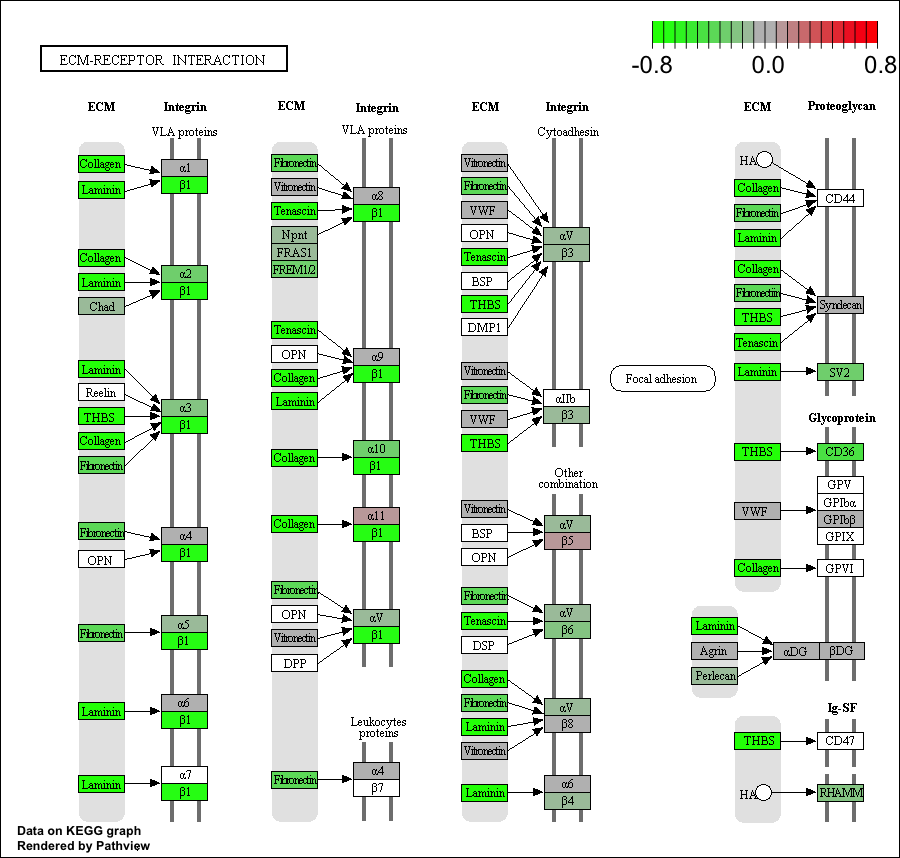 -0.8 0.0 0.8
ECM-RECEPTOR INTERACTION
ECM Integrin
VLA proteins
Collagen
Laminin
α1
β1
Collagen
Laminin
Chad
α2
β1
Laminin
Reelin
THBS
Collagen
Fibronectin
α3
β1
Fibronectin
OPN
α4
β1
Fibronectin
α5
β1
Laminin
α6
β1
Laminin
α7
β1
ECM Integrin
VLA proteins
Fibronectin
Vitronectin
Tenascin
Npnt
FRAS1
FREM1/2
α8
β1
Tenascin
OPN
Collagen
Laminin
α9
β1
Collagen
α10
β1
Collagen
α11
β1
Fibronectin
OPN
Vitronectin
DPP
αV
β1
Leukocytes
proteins
Fibronectin
α4
β7
ECM Integrin
Cytoadhesin
Vitronectin
Fibronectin
VWF
OPN
Tenascin
BSP
THBS
DMP1
αV
β3
Vitronectin
Fibronectin
VWF
THBS
αIIb
β3
Other
combination
Vitronectin
BSP
OPN
αV
β5
Fibronectin
Tenascin
DSP
αV
β6
Collagen
Fibronectin
Laminin
Vitronectin
αV
β8
Laminin
α6
β4
Focal adhesion
ECM Proteoglycan
HA
Collagen
Fibronectin
Laminin
CD44
Collagen
Fibronectin
THBS
Tenascin
Syndecan
Laminin
SV2
Glycoprotein
THBS
CD36
VWF
GPV
GPIbα
GPIbβ
GPIX
Collagen
GPVI
Laminin
Agrin
Perlecan
αDG
βDG
Ig-SF
THBS
CD47
HA
RHAMM
Data on KEGG graph
Rendered by Pathview